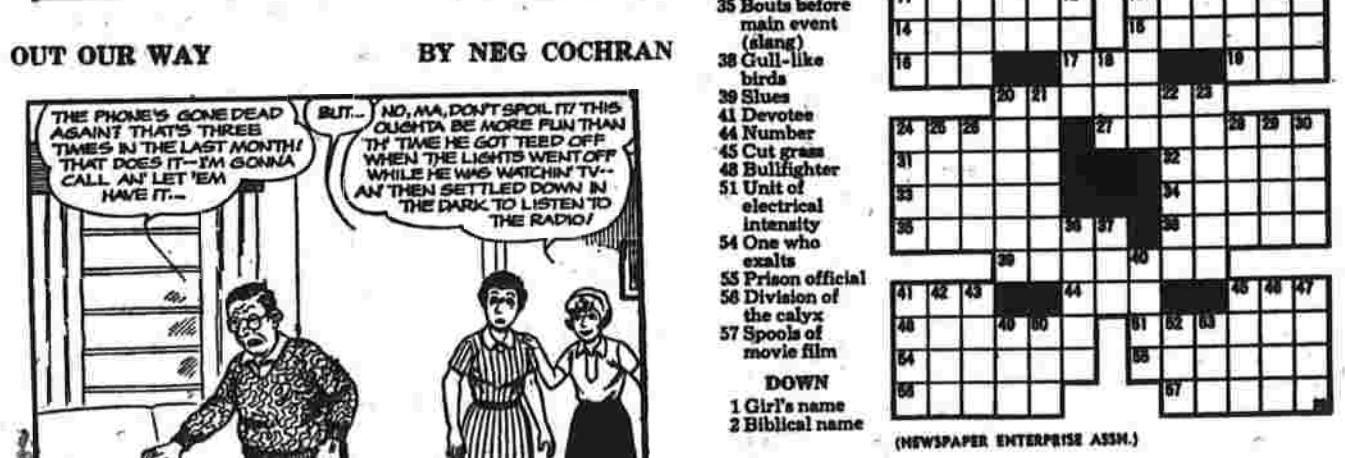 OUT OUR WAY
BY NEG COCHRAN
THE PHONE'S GONE DEAD
AGAIN? THAT'S THREE
TIMES IN THE LAST MONTH!
THAT DOES IT--I'M GONNA
CALL AN' LET 'EM
HAVE IT...
BUT...
NO, MA, DON'T SPOIL IT! THIS
OUGHTA BE MORE FUN THAN
TH' TIME HE GOT TEED OFF
WHEN THE LIGHTS WENT OFF
WHILE HE WAS WATCHIN' TV--
AN' THEN SETTLED DOWN IN
THE DARK TO LISTEN TO
THE RADIO!
35 Bouts before
main event
(slang)
38 Gull-like
birds
39 Slues
41 Devotee
44 Number
45 Cut grass
48 Bullfighter
51 Unit of
electrical
intensity
54 One who
exalts
55 Prison official
56 Division of
the calyx
57 Spools of
movie film
DOWN
1 Girl's name
2 Biblical name
14 15
16 17 18 19
20 21 22 23
24 25 26 27 28 29 30
31 32
33 34
35 36 37 38
39 40
41 42 43 44 45 46 47
48 49 50 51 52 53
54 55
56 57
(NEWSPAPER ENTERPRISE ASSN.)